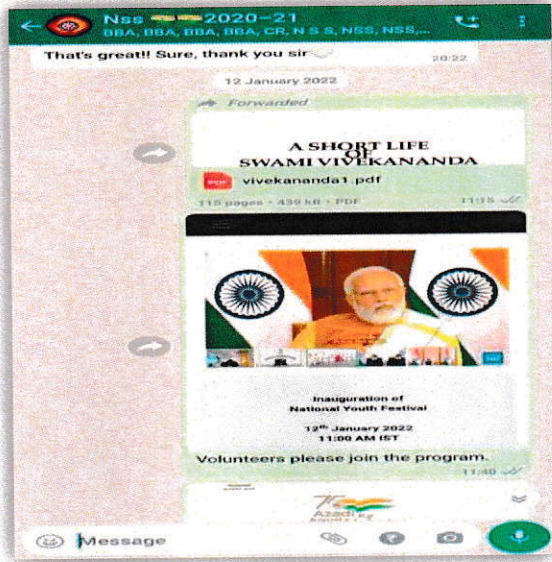 Nss 2020-21
BBA, BBA, BBA, BBA, CR, N S S, NSS, NSS,...
That's great!! Sure, thank you sir
20:22
12 January 2022
Forwarded
A SHORT LIFE
OF
SWAMI VIVEKANANDA
PDF
vivekananda1.pdf
115 pages • 439 kB • PDF
11:15
Inauguration of
National Youth Festival
12th January 2022
11:00 AM IST
Volunteers please join the program.
11:40
75
Azadi Ka
Message